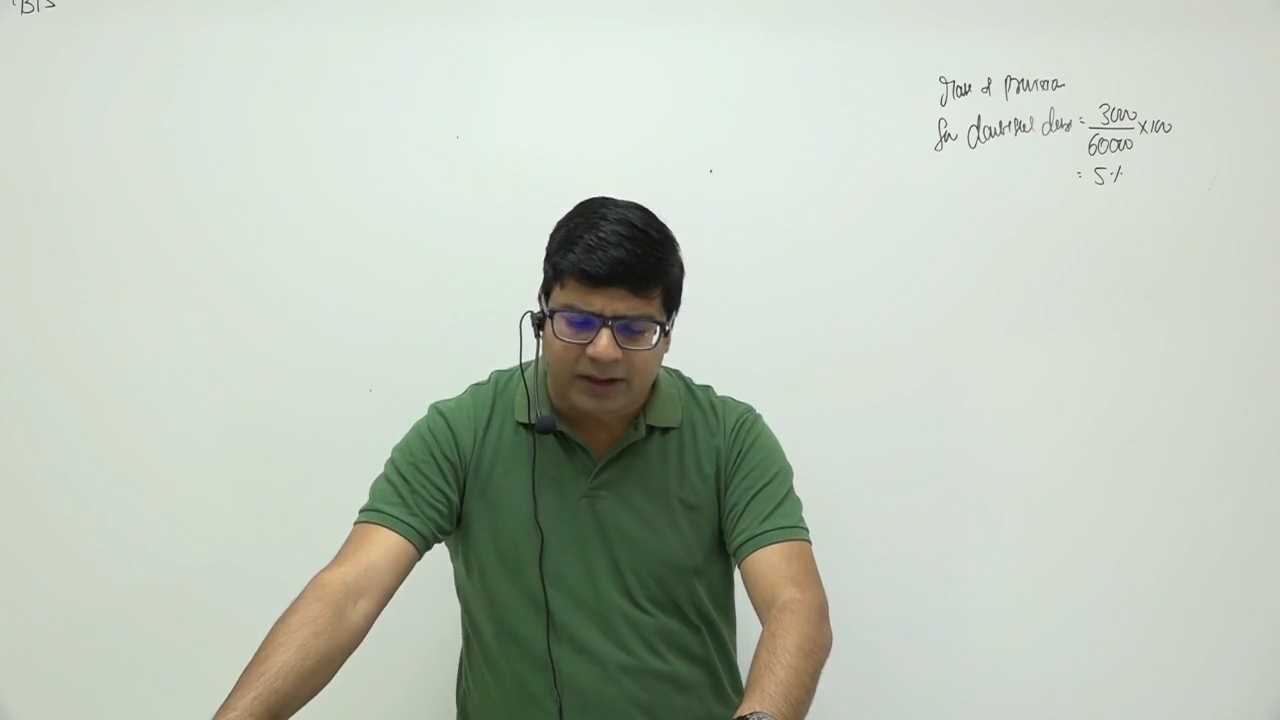 Rate of provision
for doubtful debts = 3000/60000 × 100
= 5%